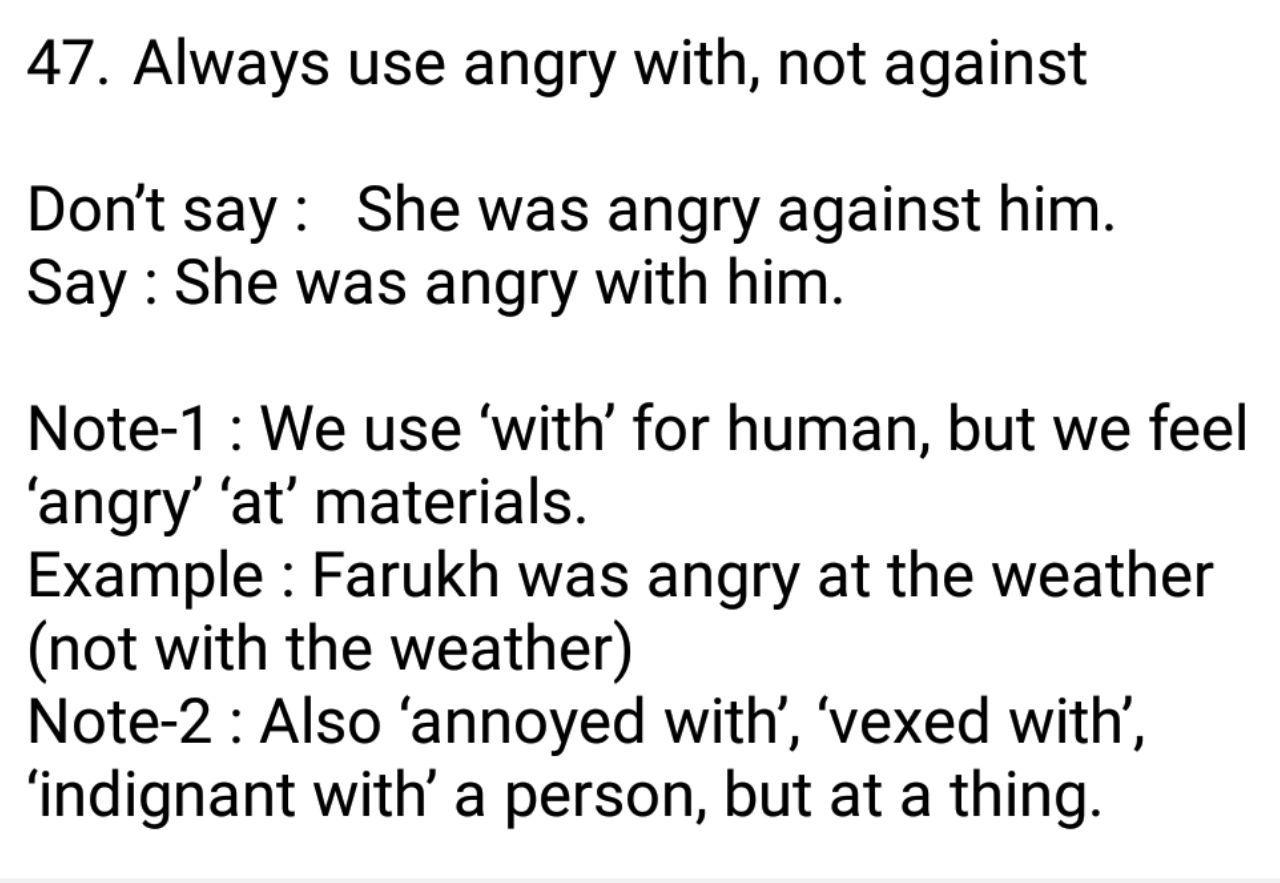 47. Always use angry with, not against
Don’t say :   She was angry against him.
Say : She was angry with him.
Note-1 : We use ‘with’ for human, but we feel
‘angry’ ‘at’ materials.
Example : Farukh was angry at the weather
(not with the weather)
Note-2 : Also ‘annoyed with’, ‘vexed with’,
‘indignant with’ a person, but at a thing.